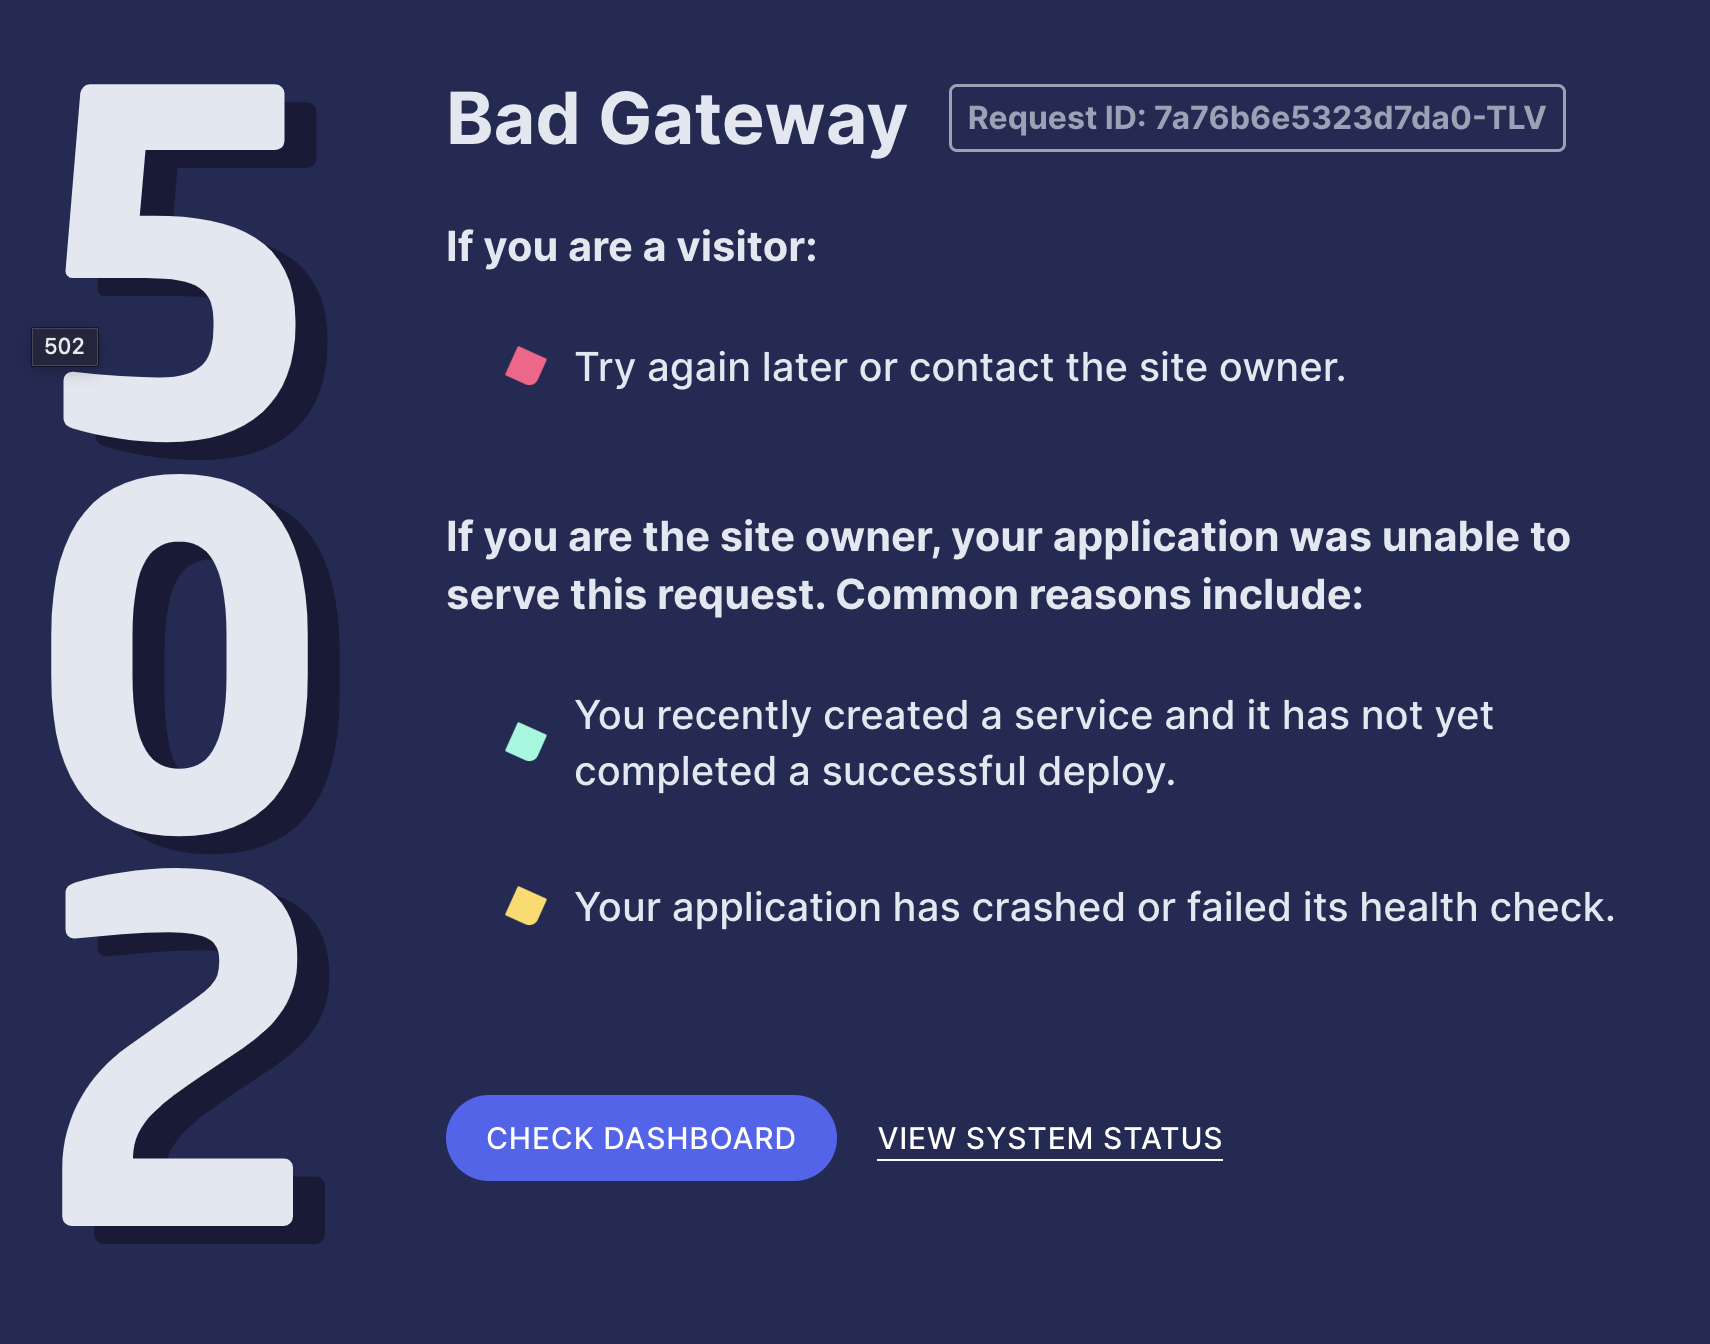 502
Bad Gateway
Request ID: 7a76b6e5323d7da0-TLV
If you are a visitor:
Try again later or contact the site owner.
502
If you are the site owner, your application was unable to
serve this request. Common reasons include:
You recently created a service and it has not yet
completed a successful deploy.
Your application has crashed or failed its health check.
CHECK DASHBOARD
VIEW SYSTEM STATUS